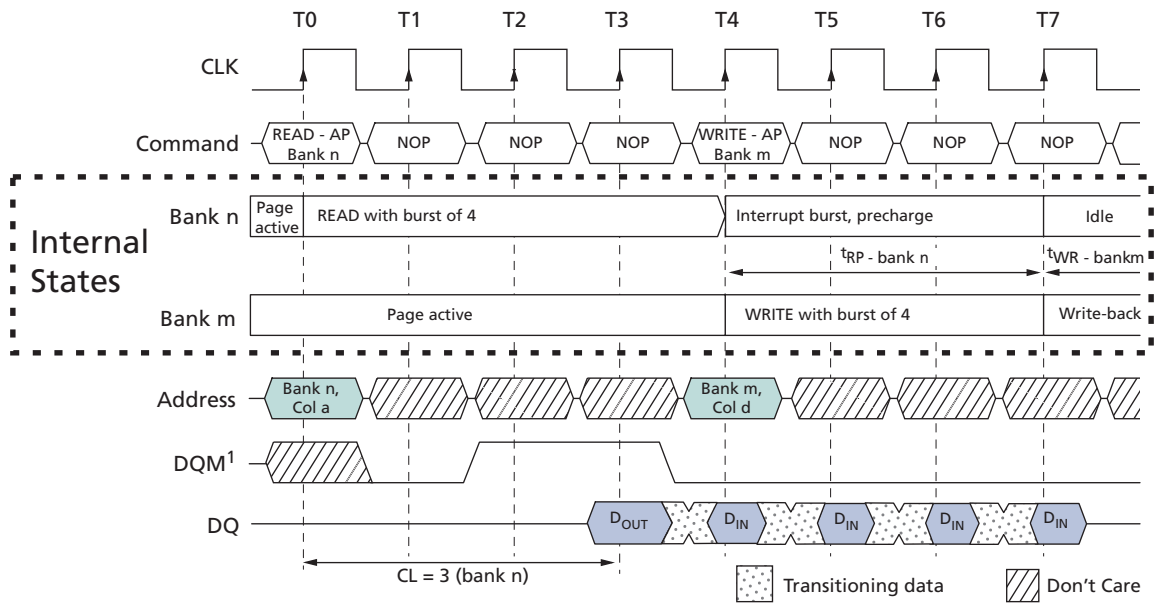 T0 T1 T2 T3 T4 T5 T6 T7
CLK
Command
READ - AP
Bank n
NOP
NOP
NOP
WRITE - AP
Bank m
NOP
NOP
NOP
Internal
States
Bank n
Page
active
READ with burst of 4
Interrupt burst, precharge
Idle
tRP - bank n
tWR - bankm
Bank m
Page active
WRITE with burst of 4
Write-back
Address
Bank n,
Col a
Bank m,
Col d
DQM1
DQ
DOUT
DIN
DIN
DIN
DIN
CL = 3 (bank n)
Transitioning data
Don't Care